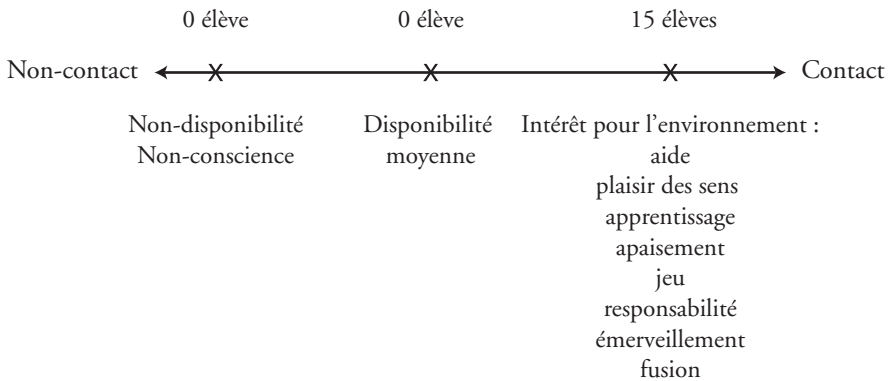 0 élève 0 élève 15 élèves
Non-contact X X X Contact
Non-disponibilité Disponibilité Intérêt pour l'environnement :
Non-conscience moyenne aide
plaisir des sens
apprentissage
apaisement
jeu
responsabilité
émerveillement
fusion